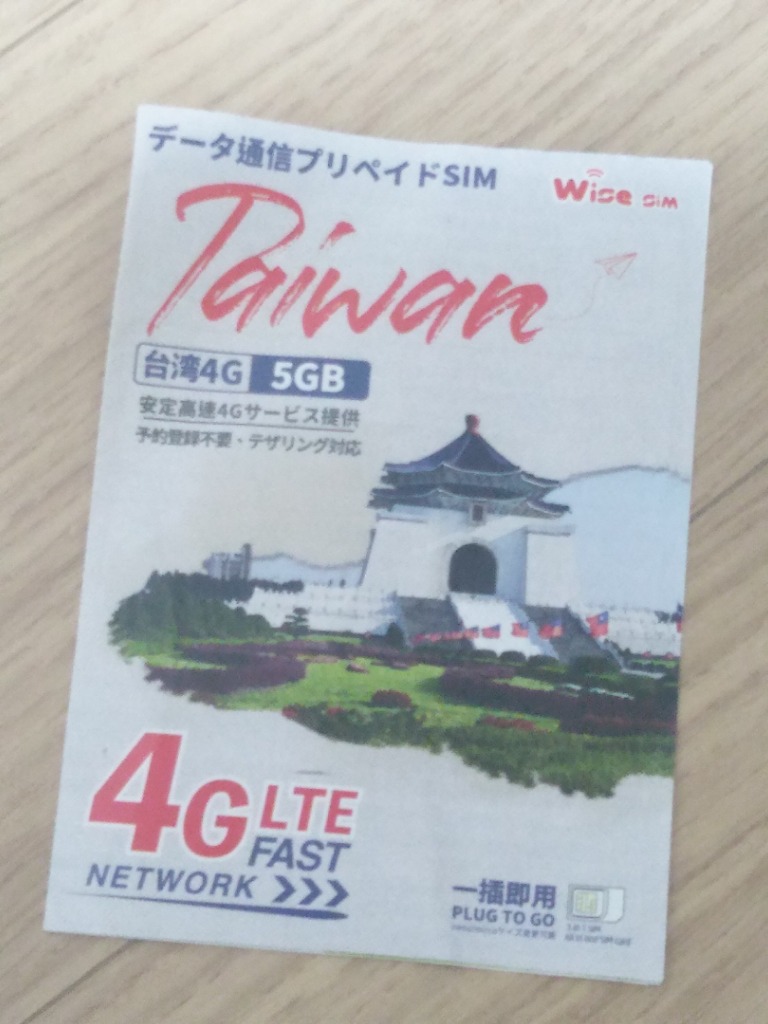 データ通信プリペイドSIM
Wise SiM
Taiwan
台湾4G 5GB
安定高速4Gサービス提供
予約登録不要、テザリング対応
4G LTE
FAST
NETWORK
一插即用
PLUG TO GO